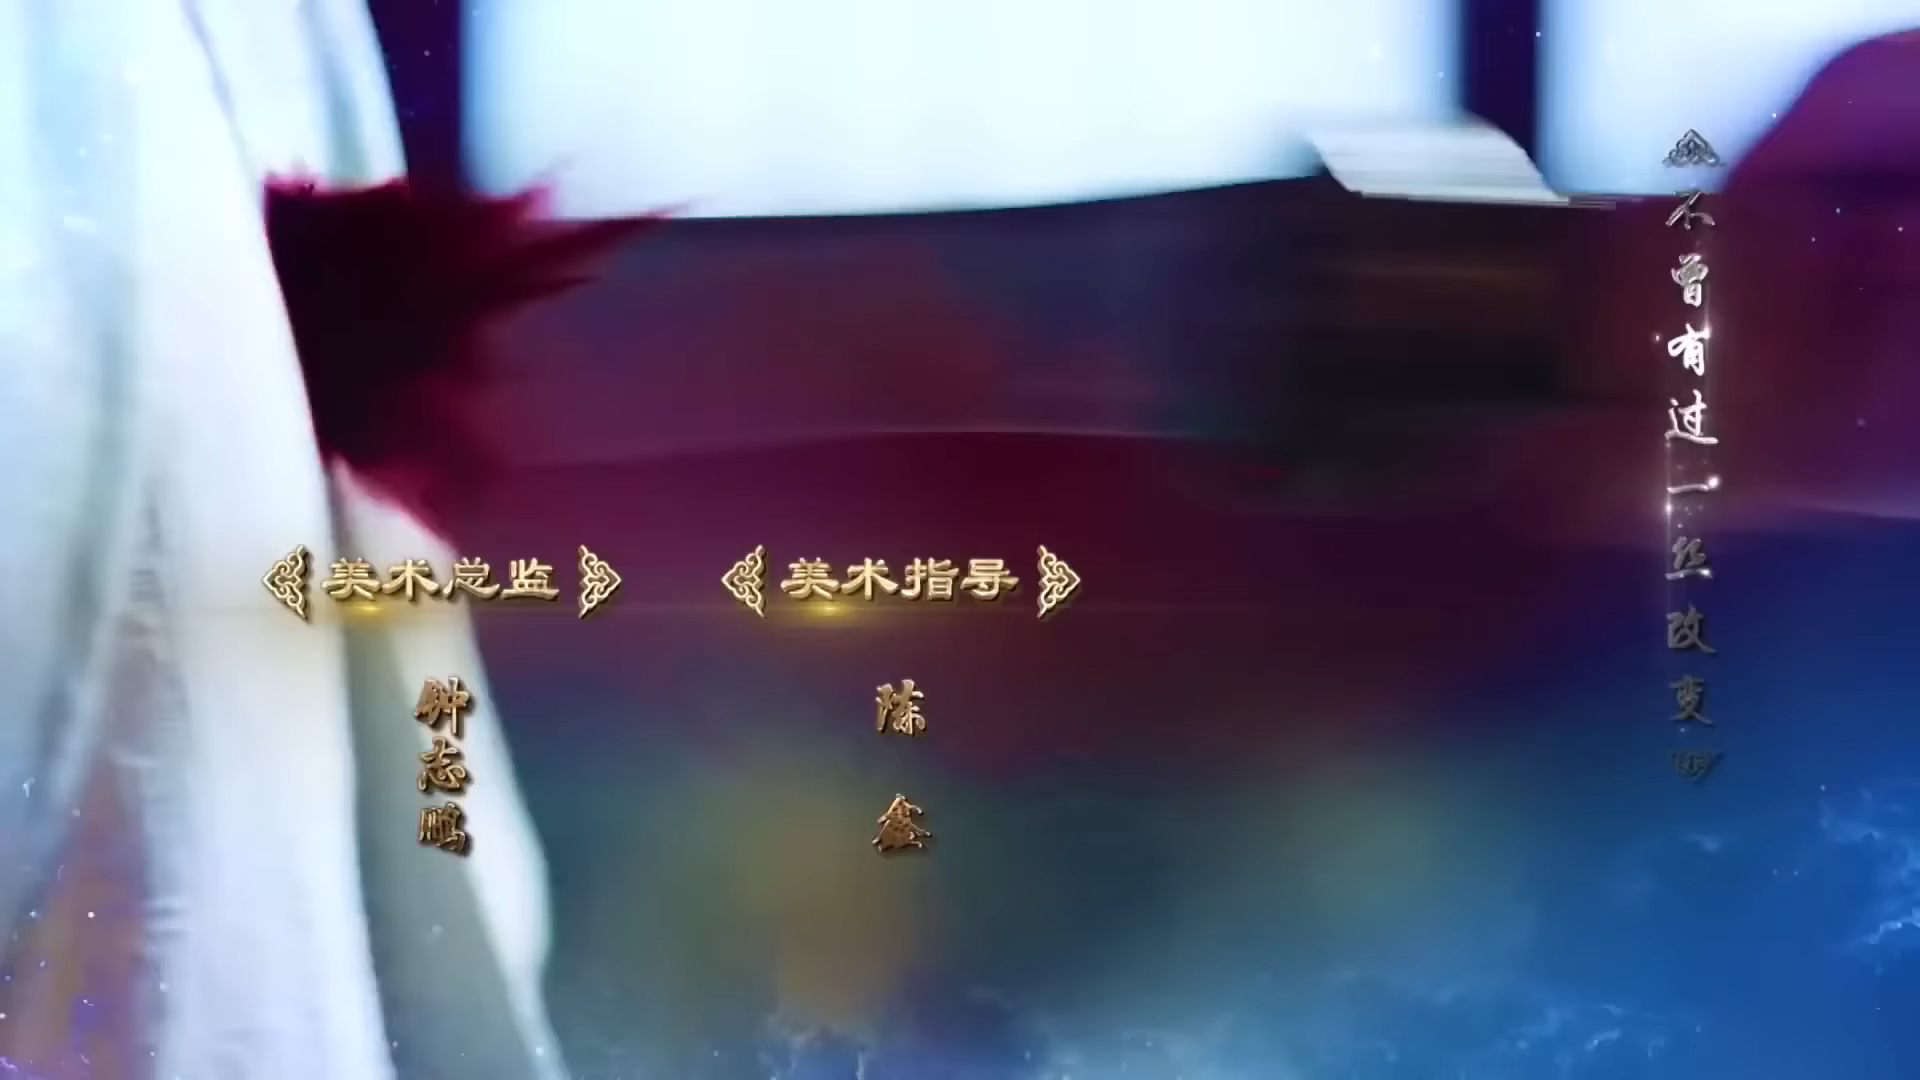 美术总监
钟志鹏
美术指导
陈鑫
不曾有过一丝改变